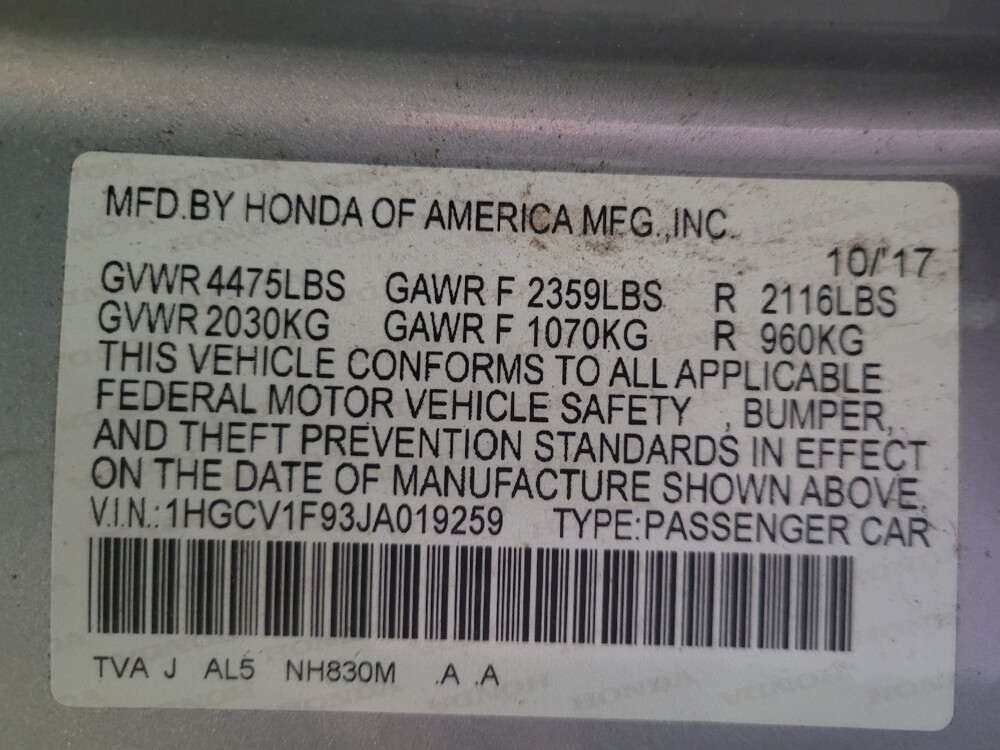 MFD.BY HONDA OF AMERICA MFG.,INC.
10/'17
GVWR 4475LBS GAWR F 2359LBS R 2116LBS
GVWR 2030KG GAWR F 1070KG R 960KG
THIS VEHICLE CONFORMS TO ALL APPLICABLE
FEDERAL MOTOR VEHICLE SAFETY , BUMPER,
AND THEFT PREVENTION STANDARDS IN EFFECT
ON THE DATE OF MANUFACTURE SHOWN ABOVE.
V.I.N.: 1HGCV1F93JA019259 TYPE:PASSENGER CAR
TVA J AL5 NH830M .A .A